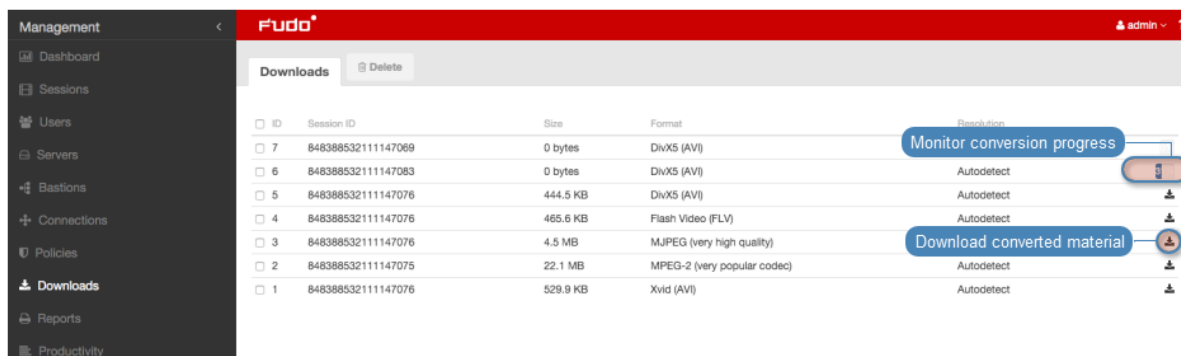 Management <
FUDO
admin
Dashboard
Sessions
Users
Servers
Bastions
Connections
Policies
Downloads
Reports
Productivity
Downloads Delete
ID Session ID Size Format Resolution
7 848388532111147069 0 bytes DivX5 (AVI)
Monitor conversion progress
6 848388532111147083 0 bytes DivX5 (AVI) Autodetect
5 848388532111147076 444.5 KB DivX5 (AVI) Autodetect
4 848388532111147076 465.6 KB Flash Video (FLV) Autodetect
3 848388532111147076 4.5 MB MJPEG (very high quality)
Download converted material
2 848388532111147075 22.1 MB MPEG-2 (very popular codec) Autodetect
1 848388532111147076 529.9 KB Xvid (AVI) Autodetect